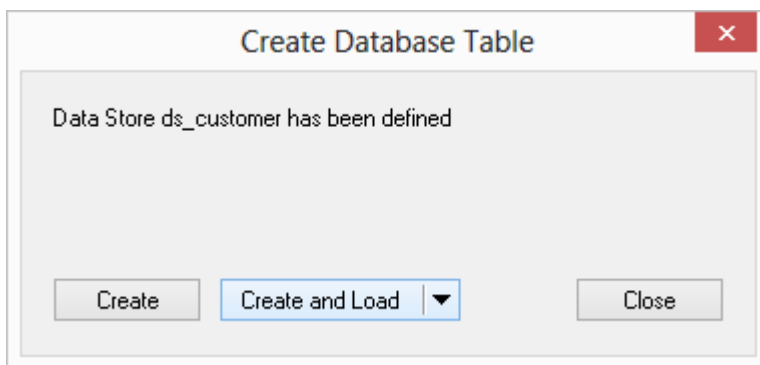 Create Database Table
Data Store ds_customer has been defined
Create Create and Load Close